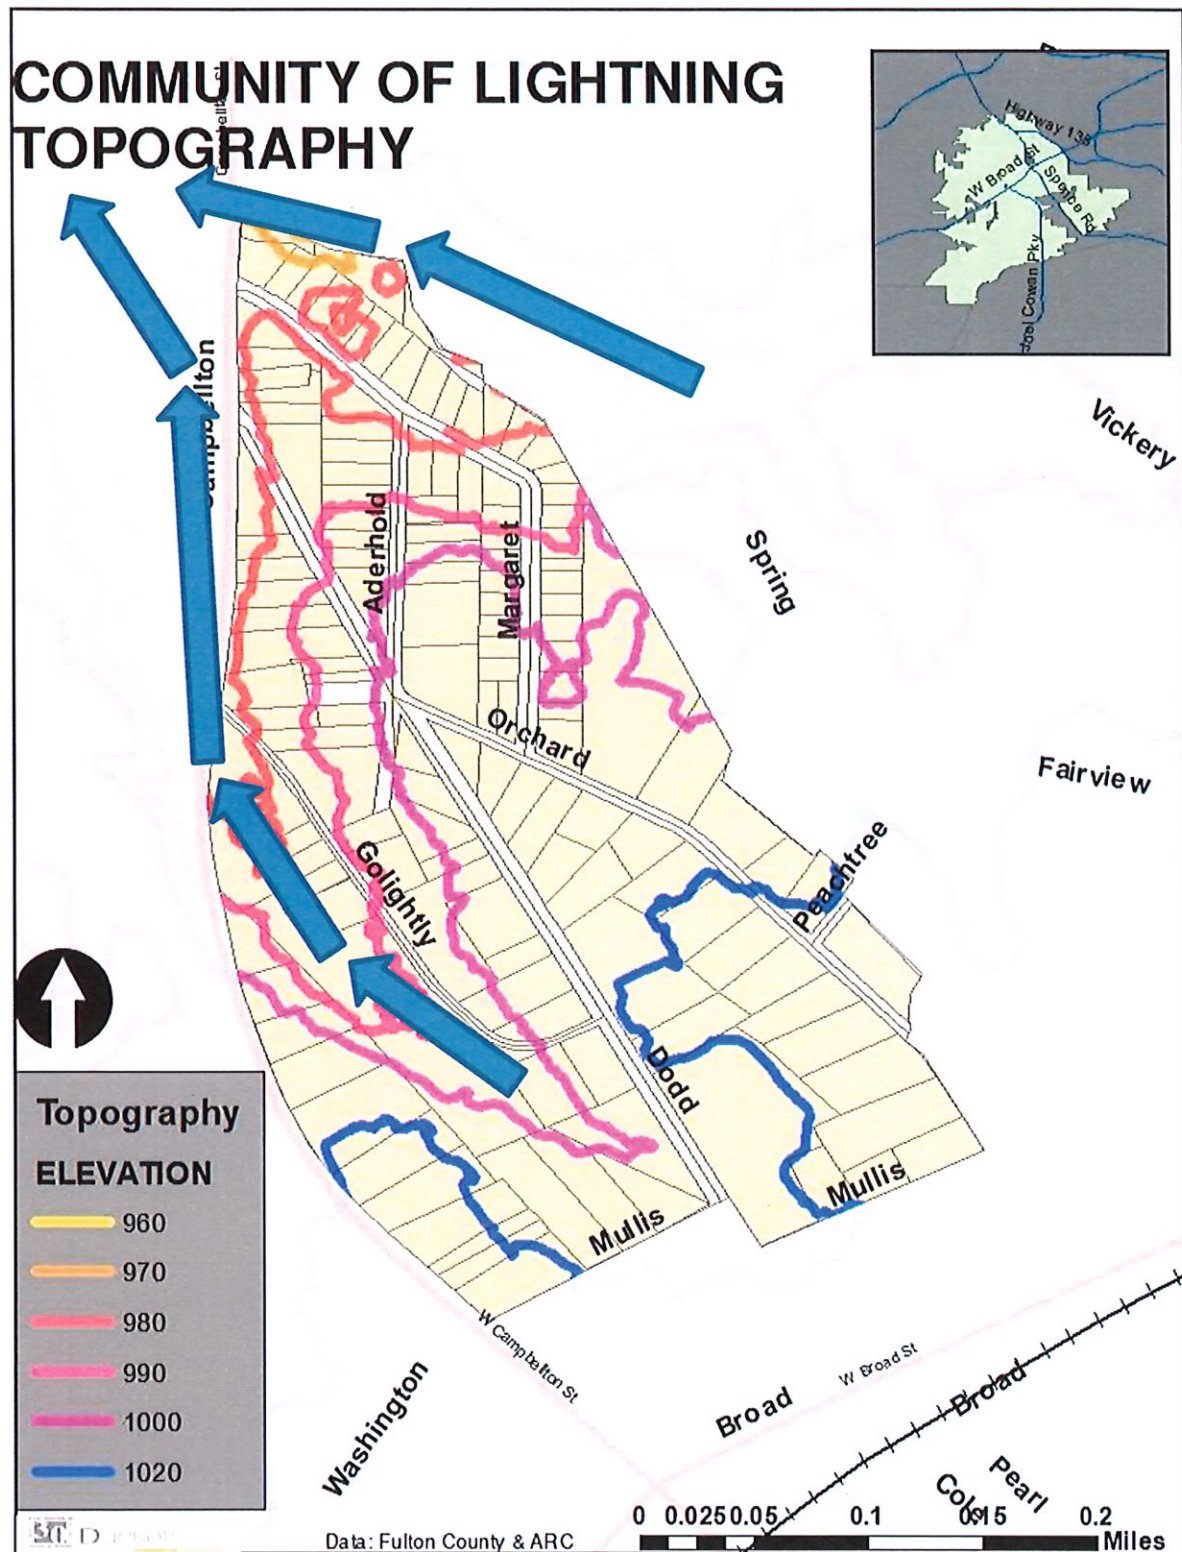 COMMUNITY OF LIGHTNING
TOPOGRAPHY
Highway 138
W Broad St
Spence Rd
Joel Cowan Pky
Vickery
Aderhold
Margaret
Spring
Orchard
Fairview
Peachtree
Golightly
Dodd
Mullis
Mullis
Topography
ELEVATION
960
970
980
990
1000
1020
W Campbellton St
Washington
Broad
W Broad St
Broad
Pearl
Cole
0 0.025 0.05 0.1 0.15 0.2
Miles
Data: Fulton County & ARC